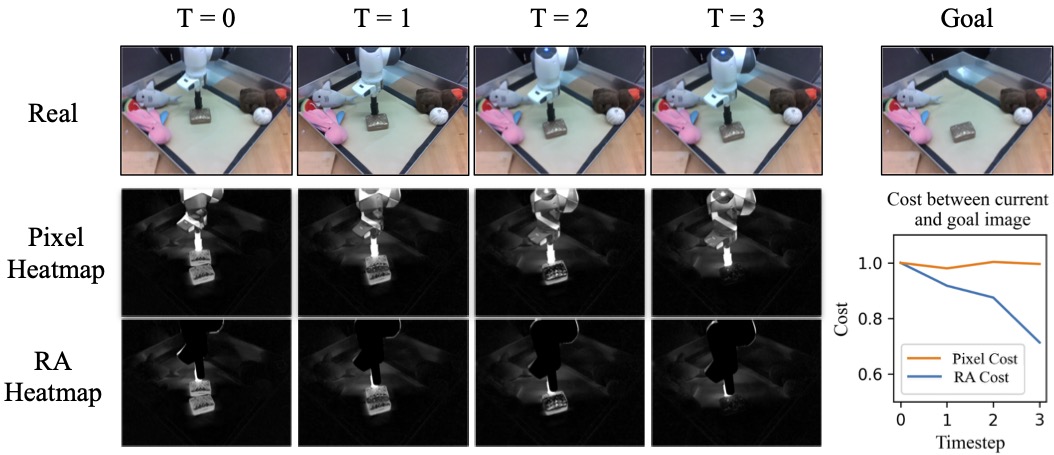 T = 0
T = 1
T = 2
T = 3
Goal
Real
Pixel
Heatmap
RA
Heatmap
Cost between current
and goal image
1.0
0.8
0.6
Cost
Pixel Cost
RA Cost
0
1
2
3
Timestep